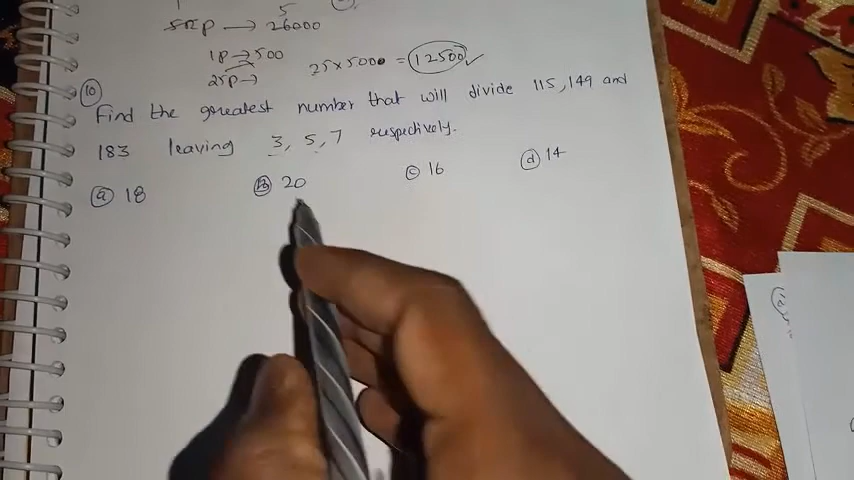 5
52P → 26000
1P → 500
25P →
25×5000 = 12500 ✓
10
Find the greatest number that will divide 115, 149 and
183 leaving 3, 5, 7 respectively.
a 18 b 20 c 16 d 14